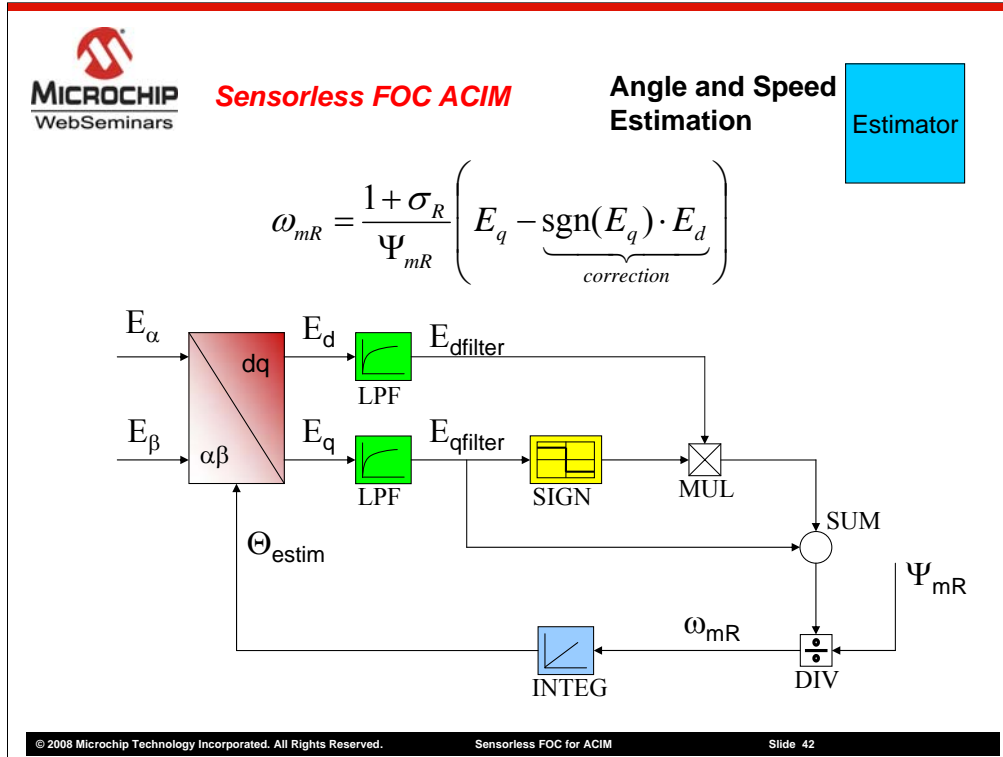 MICROCHIP
WebSeminars
Sensorless FOC ACIM
Angle and Speed
Estimation
Estimator
ω_mR = (1 + σ_R) / Ψ_mR ( E_q − sgn(E_q) · E_d )
correction
E_α
E_β
dq
αβ
E_d
E_dfilter
LPF
E_q
E_qfilter
LPF
SIGN
MUL
SUM
Θ_estim
Ψ_mR
ω_mR
INTEG
DIV
© 2008 Microchip Technology Incorporated. All Rights Reserved. Sensorless FOC for ACIM Slide 42